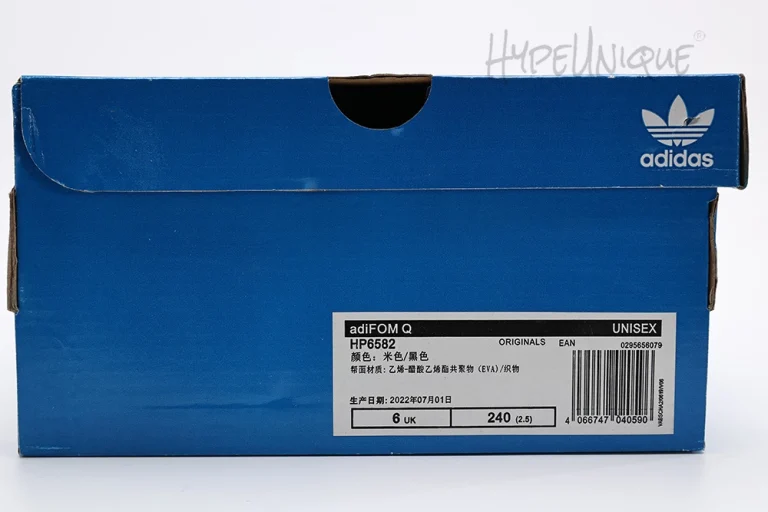 HYPEUNIQUE®
adidas
adiFOM Q UNISEX
HP6582 ORIGINALS EAN 0295656079
颜色：米色/黑色
帮面材质：乙烯-醋酸乙烯酯共聚物（EVA）/织物
生产日期：2022年07月01日
6 UK 240 (2.5)
4 066747 040590